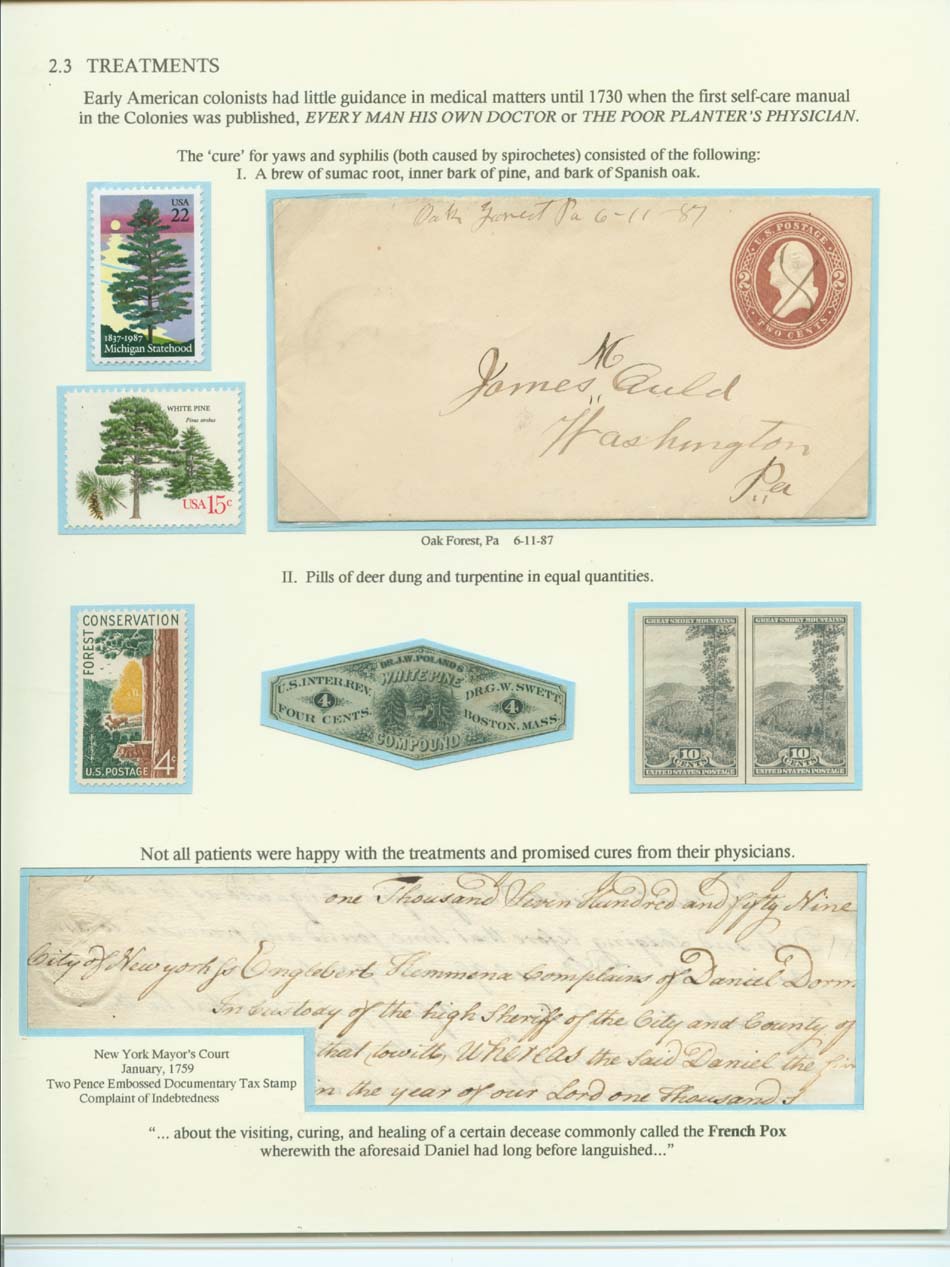 2.3 TREATMENTS
Early American colonists had little guidance in medical matters until 1730 when the first self-care manual
in the Colonies was published, EVERY MAN HIS OWN DOCTOR or THE POOR PLANTER'S PHYSICIAN.
The 'cure' for yaws and syphilis (both caused by spirochetes) consisted of the following:
I. A brew of sumac root, inner bark of pine, and bark of Spanish oak.
USA
22
1837-1987
Michigan Statehood
Oak Forest Pa 6-11-87
U.S. POSTAGE
2 2
TWO CENTS
James M Auld
Washington
Pa
WHITE PINE
Pinus strobus
USA 15c
Oak Forest, Pa 6-11-87
II. Pills of deer dung and turpentine in equal quantities.
FOREST CONSERVATION
U.S. POSTAGE 4c
DR. J.W. POLAND'S
WHITE PINE
COMPOUND
U.S. INTER. REV.
4
FOUR CENTS.
DR. G.W. SWETT
4
BOSTON, MASS.
GREAT SMOKY MOUNTAINS
10
CENTS
UNITED STATES POSTAGE
GREAT SMOKY MOUNTAINS
10
CENTS
UNITED STATES POSTAGE
Not all patients were happy with the treatments and promised cures from their physicians.
one Thousand Seven Hundred and fifty Nine
City of New york ss Englebert Kemmena Complains of Daniel Dorm
In Custody of the high Sheriff of the City and County of
that towitt, Whereas the said Daniel the
in the year of our Lord one Thousand S
New York Mayor's Court
January, 1759
Two Pence Embossed Documentary Tax Stamp
Complaint of Indebtedness
"... about the visiting, curing, and healing of a certain decease commonly called the French Pox
wherewith the aforesaid Daniel had long before languished..."